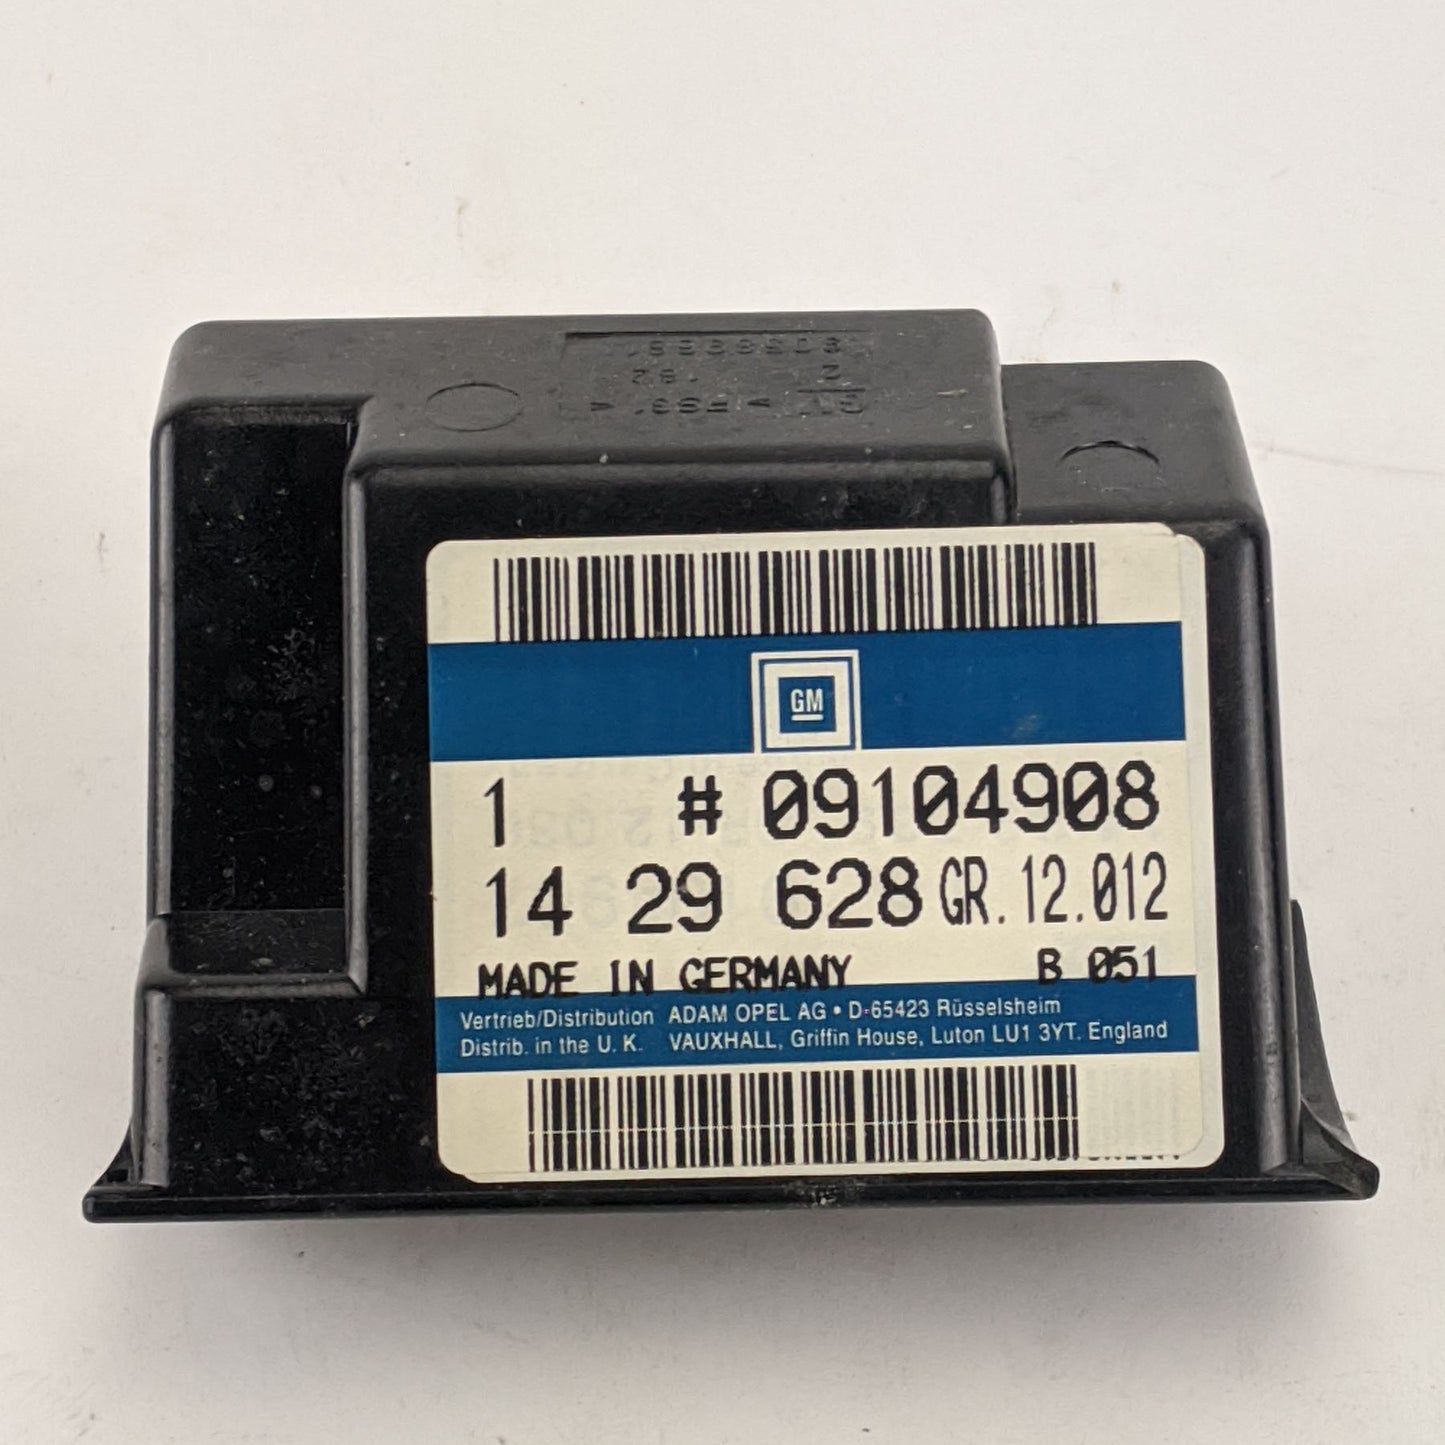 GM
1 # 09104908
14 29 628 GR. 12.012
MADE IN GERMANY B 051
Vertrieb/Distribution ADAM OPEL AG • D-65423 Rüsselsheim
Distrib. in the U. K. VAUXHALL, Griffin House, Luton LU1 3YT. England